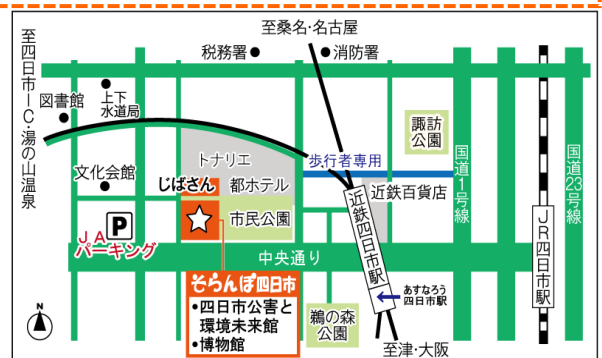 至桑名・名古屋
税務署
消防署
至四日市IC・湯の山温泉
図書館
上下
水道局
諏訪
公園
トナリエ
歩行者専用
国道1号線
国道23号線
文化会館
じばさん
都ホテル
近鉄百貨店
市民公園
P
JA
パーキング
中央通り
近鉄四日市駅
JR四日市駅
そらんぽ四日市
•四日市公害と
環境未来館
•博物館
あすなろう
四日市駅
鵜の森
公園
N
至津・大阪